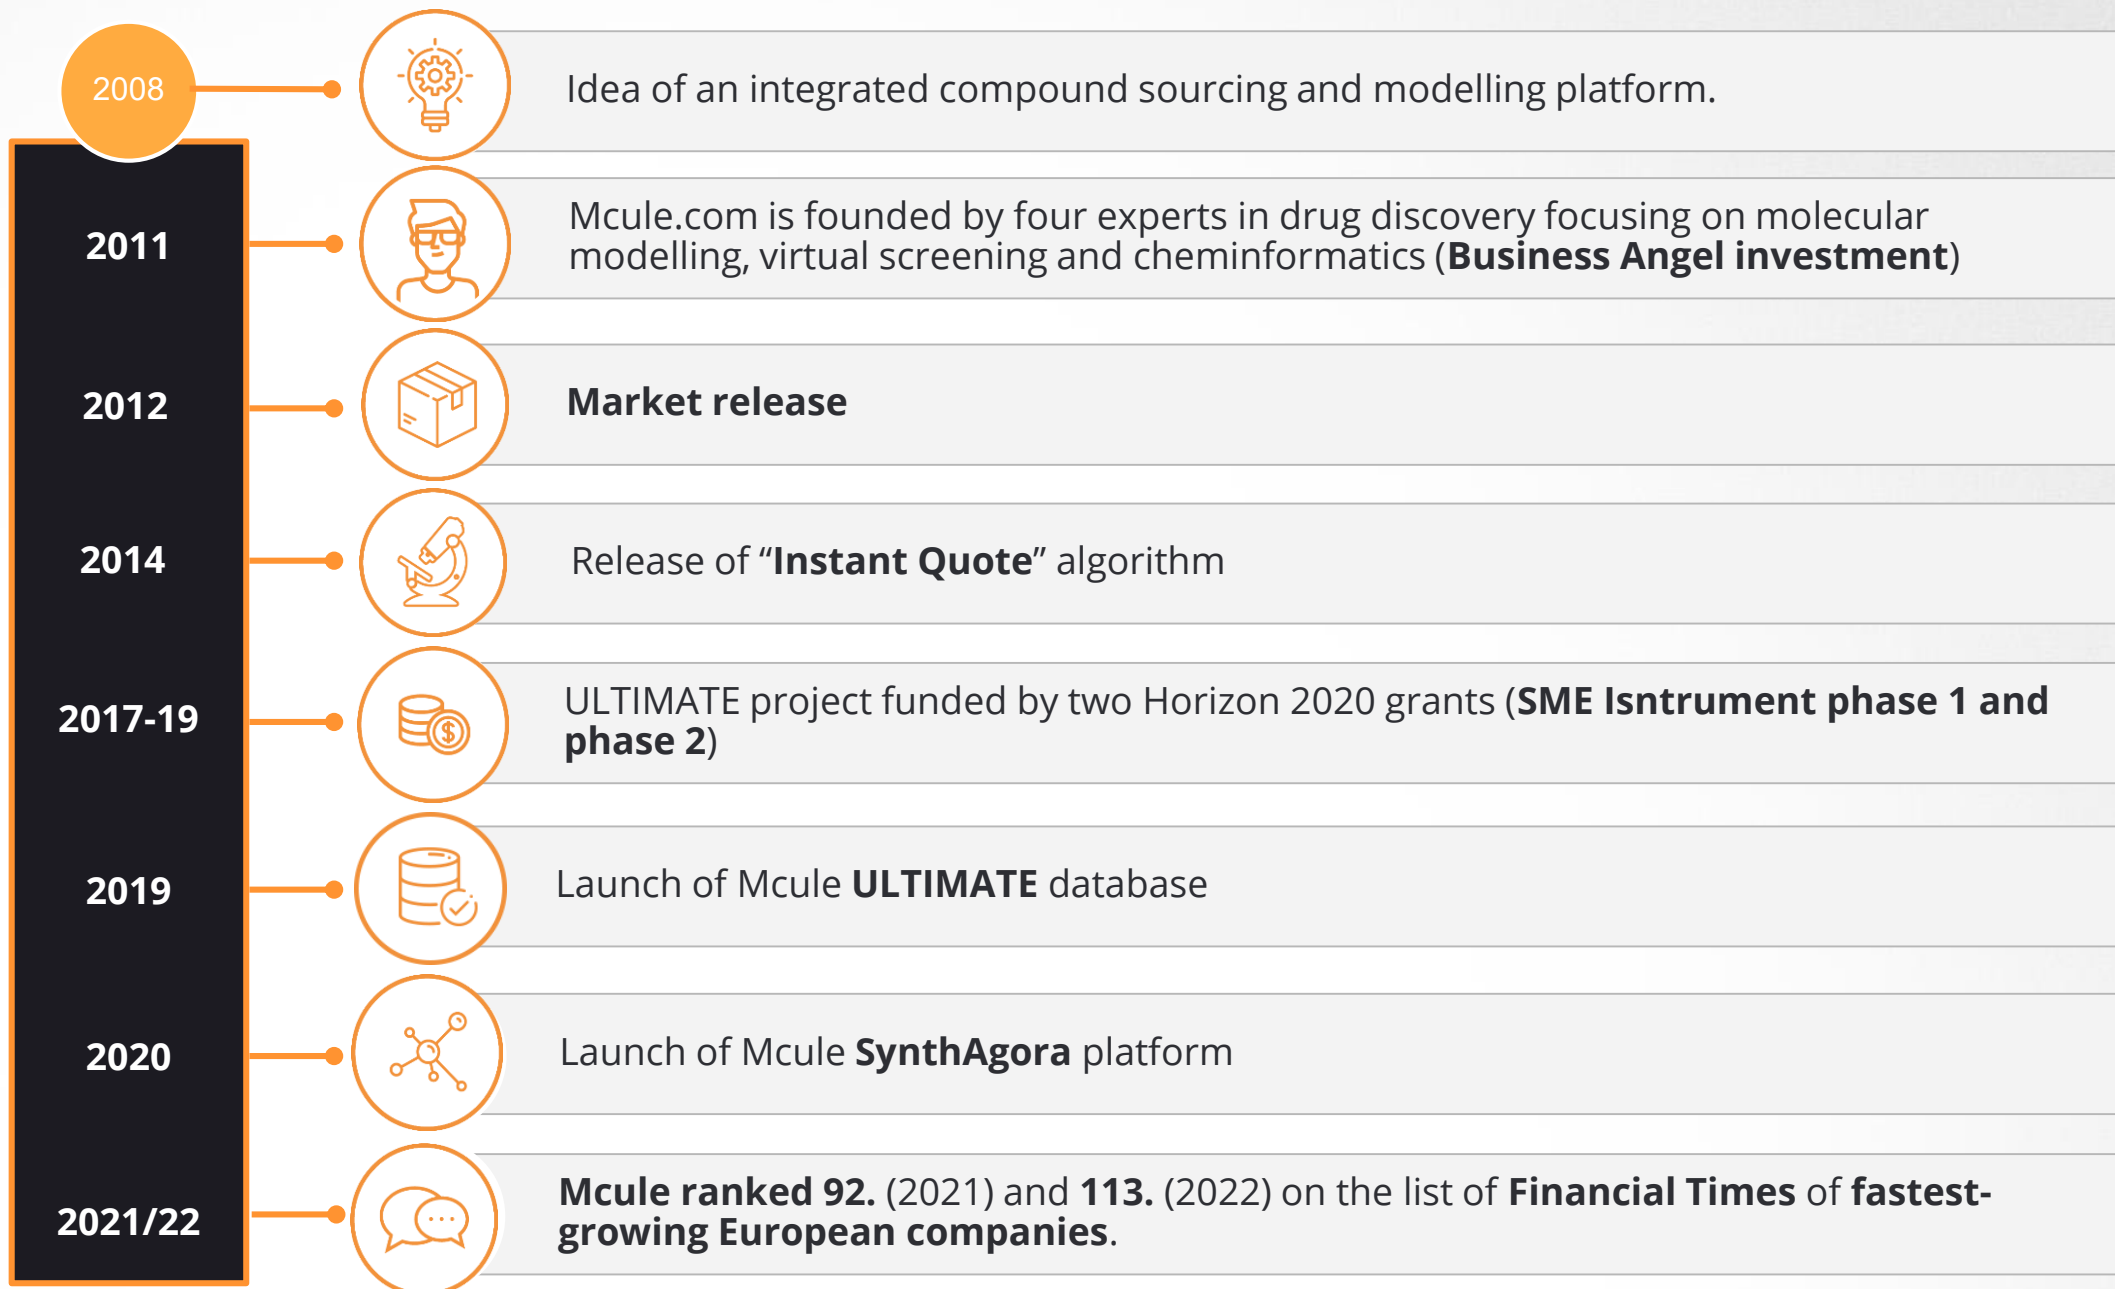 2008
Idea of an integrated compound sourcing and modelling platform.
2011
Mcule.com is founded by four experts in drug discovery focusing on molecular
modelling, virtual screening and cheminformatics (Business Angel investment)
2012
Market release
2014
Release of “Instant Quote” algorithm
2017-19
ULTIMATE project funded by two Horizon 2020 grants (SME Isntrument phase 1 and
phase 2)
2019
Launch of Mcule ULTIMATE database
2020
Launch of Mcule SynthAgora platform
2021/22
Mcule ranked 92. (2021) and 113. (2022) on the list of Financial Times of fastest-
growing European companies.